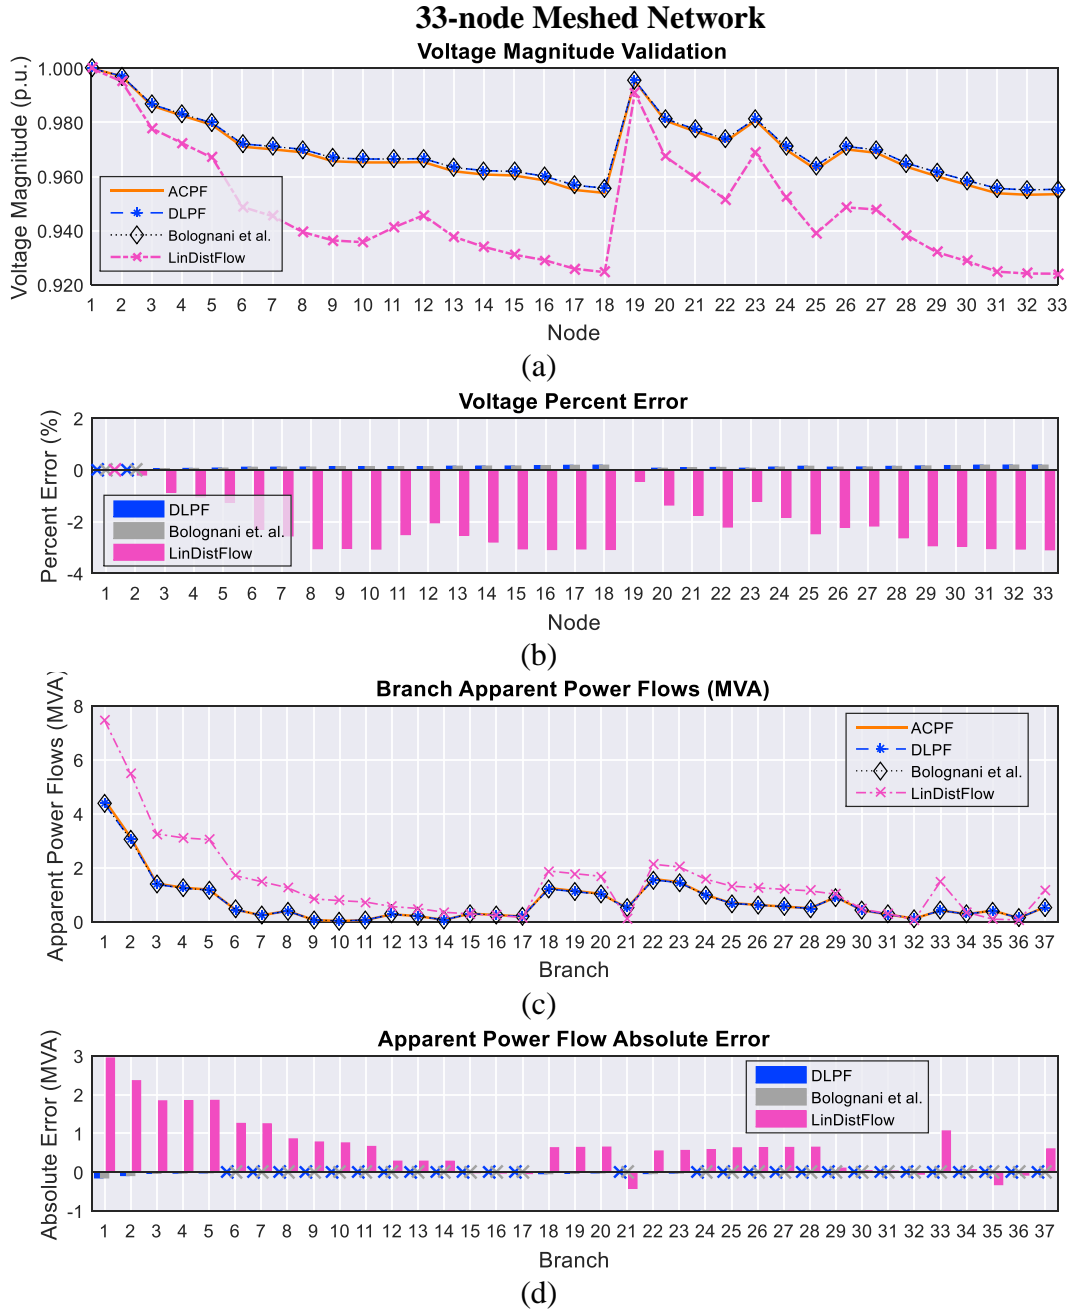 33-node Meshed Network
Voltage Magnitude Validation
Voltage Magnitude (p.u.)
1.000
0.980
0.960
0.940
0.920
ACPF
DLPF
Bolognani et al.
LinDistFlow
1 2 3 4 5 6 7 8 9 10 11 12 13 14 15 16 17 18 19 20 21 22 23 24 25 26 27 28 29 30 31 32 33
Node
(a)
Voltage Percent Error
Percent Error (%)
2
0
-2
-4
DLPF
Bolognani et. al.
LinDistFlow
1 2 3 4 5 6 7 8 9 10 11 12 13 14 15 16 17 18 19 20 21 22 23 24 25 26 27 28 29 30 31 32 33
Node
(b)
Branch Apparent Power Flows (MVA)
Apparent Power Flows (MVA)
8
6
4
2
0
ACPF
DLPF
Bolognani et al.
LinDistFlow
1 2 3 4 5 6 7 8 9 10 11 12 13 14 15 16 17 18 19 20 21 22 23 24 25 26 27 28 29 30 31 32 33 34 35 36 37
Branch
(c)
Apparent Power Flow Absolute Error
Absolute Error (MVA)
3
2
1
0
-1
DLPF
Bolognani et al.
LinDistFlow
1 2 3 4 5 6 7 8 9 10 11 12 13 14 15 16 17 18 19 20 21 22 23 24 25 26 27 28 29 30 31 32 33 34 35 36 37
Branch
(d)